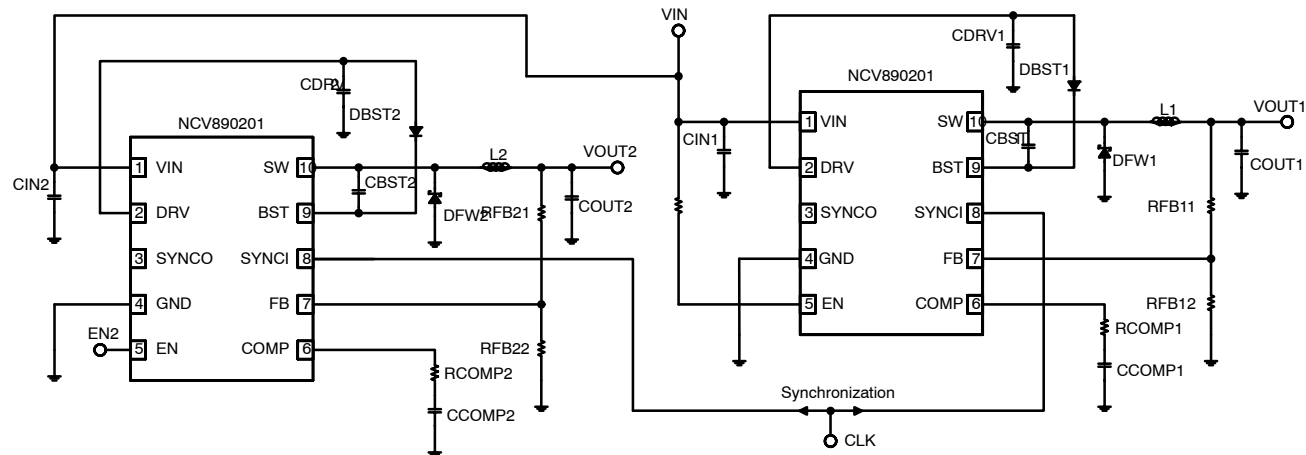 VIN
CDRV1
DBST1
NCV890201
CDRV2
DBST2
NCV890201
1 VIN
SW 10
CBST1
L1
VOUT1
CIN1
2 DRV
BST 9
DFW1
COUT1
3 SYNCO
SYNCI 8
RFB11
4 GND
FB 7
5 EN
COMP 6
RFB12
RCOMP1
CCOMP1
1 VIN
SW 10
L2
VOUT2
CIN2
CBST2
2 DRV
BST 9
DFW2
RFB21
COUT2
3 SYNCO
SYNCI 8
4 GND
FB 7
EN2
5 EN
COMP 6
RFB22
RCOMP2
CCOMP2
Synchronization
CLK